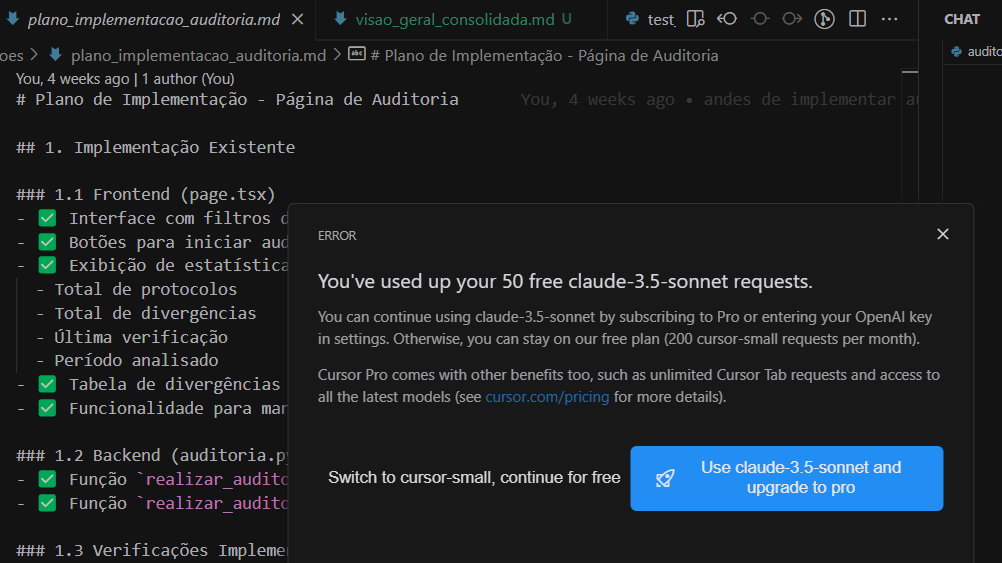 plano_implementacao_auditoria.md
visao_geral_consolidada.md U
test_
CHAT
oes > plano_implementacao_auditoria.md > abc # Plano de Implementação - Página de Auditoria
You, 4 weeks ago | 1 author (You)
# Plano de Implementação - Página de Auditoria You, 4 weeks ago • andes de implementar au
## 1. Implementação Existente
### 1.1 Frontend (page.tsx)
- ✅ Interface com filtros d
- ✅ Botões para iniciar aud
- ✅ Exibição de estatística
- Total de protocolos
- Total de divergências
- Última verificação
- Período analisado
- ✅ Tabela de divergências
- ✅ Funcionalidade para mar
### 1.2 Backend (auditoria.py
- ✅ Função `realizar_audito
- ✅ Função `realizar_audito
### 1.3 Verificações Impleme
audito
ERROR
You've used up your 50 free claude-3.5-sonnet requests.
You can continue using claude-3.5-sonnet by subscribing to Pro or entering your OpenAI key
in settings. Otherwise, you can stay on our free plan (200 cursor-small requests per month).
Cursor Pro comes with other benefits too, such as unlimited Cursor Tab requests and access to
all the latest models (see cursor.com/pricing for more details).
Switch to cursor-small, continue for free
Use claude-3.5-sonnet and
upgrade to pro